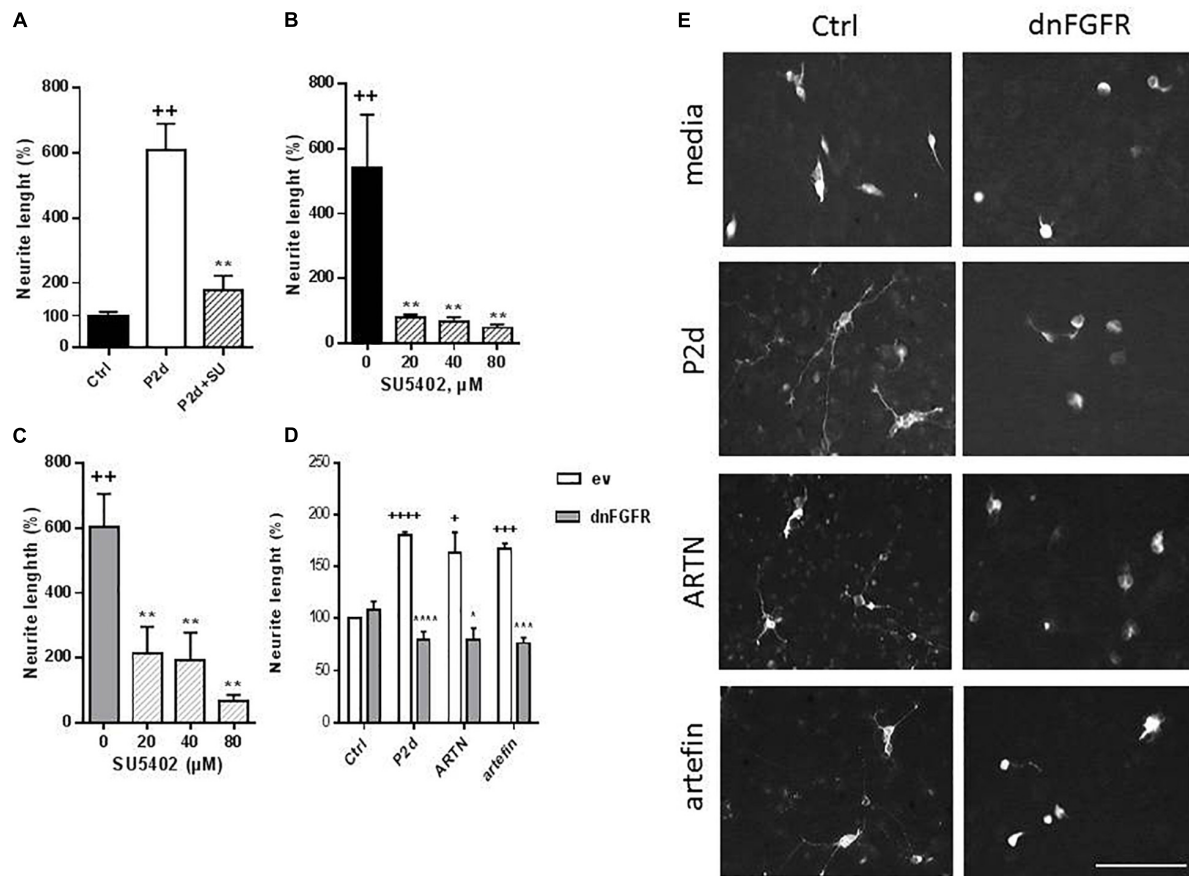 A
Neurite lenght (%)
800
600
400
200
100
0
++
**
Ctrl
P2d
P2d+SU
B
Neurite lenght (%)
800
600
400
200
100
0
++
**
**
**
0
20
40
80
SU5402, µM
C
Neurite lenghth (%)
800
600
400
200
0
++
**
**
**
0
20
40
80
SU5402 (µM)
D
Neurite lenght (%)
250
200
150
100
50
0
++++
^^^^
+
^
+++
^^^
Ctrl
P2d
ARTN
artefin
ev
dnFGFR
E
Ctrl
dnFGFR
media
P2d
ARTN
artefin